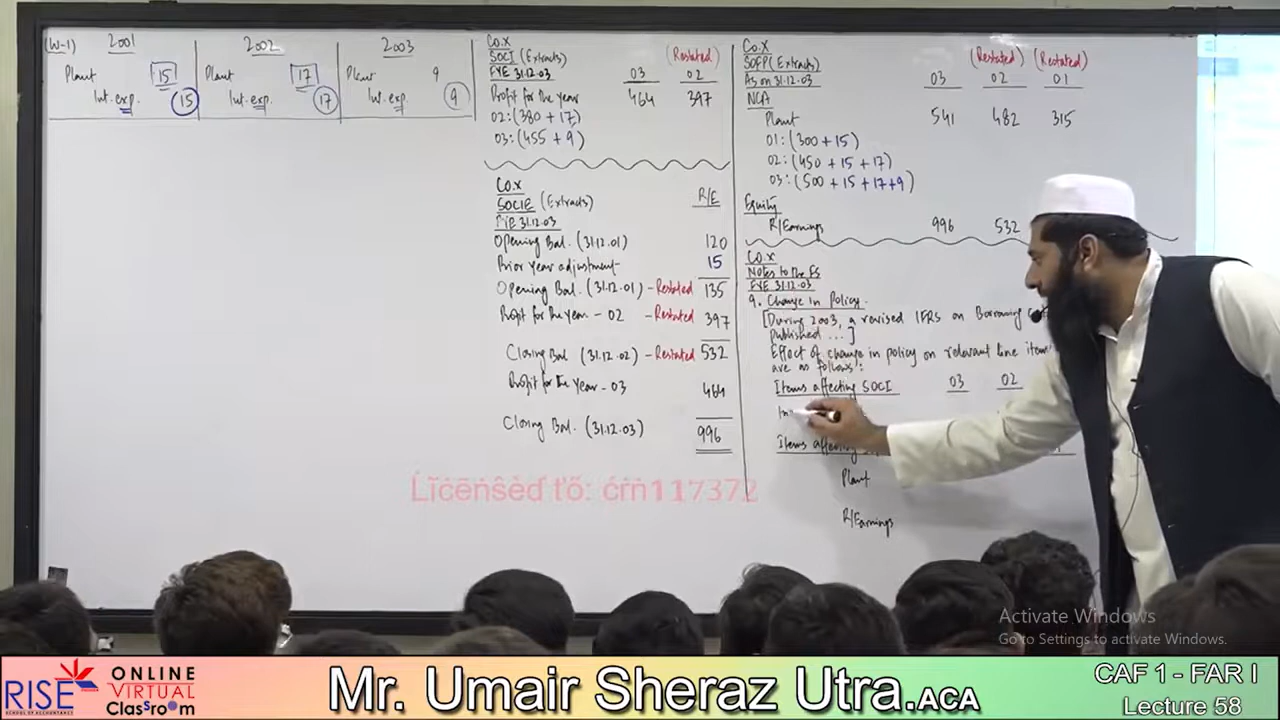 (W-1) 2001 2002 2003
Plant 15 Plant 17 Plant 9
Int. exp. 15 Int. exp. 17 Int. exp. 9
Co.X
SOCI (Extracts) (Restated)
FYE 31.12.03 03 02
Profit for the year 464 397
02: (380 + 17)
03: (455 + 9)
Co.X
SOCIE (Extracts) R/E
FYE 31.12.03
Opening Bal. (31.12.01) 120
Prior Year adjustment 15
Opening Bal. (31.12.01) - Restated 135
Profit for the Year - 02 - Restated 397
Closing Bal (31.12.02) - Restated 532
Profit for the Year - 03 464
Closing Bal. (31.12.03) 996
Co.X
SOFP (Extracts) (Restated) (Restated)
As on 31.12.03 03 02 01
NCA
Plant 541 482 315
01: (300 + 15)
02: (450 + 15 + 17)
03: (500 + 15 + 17 + 9)
Equity
R/Earnings 996 532
Co.X
Notes to the FS
FYE 31.12.03
9. Change in Policy.
[During 2003, a revised IFRS on Borrowing
published ... ]
Effect of change in policy on relevant line items
are as follows:
Items affecting SOCI 03 02
In
Items affecting
Plant
R/Earnings
Licensed to: crn117372
Activate Windows
Go to Settings to activate Windows.
RISE
SCHOOL OF ACCOUNTANCY
ONLINE
VIRTUAL
Classroom
Mr. Umair Sheraz Utra.ACA
CAF 1 - FAR I
Lecture 58